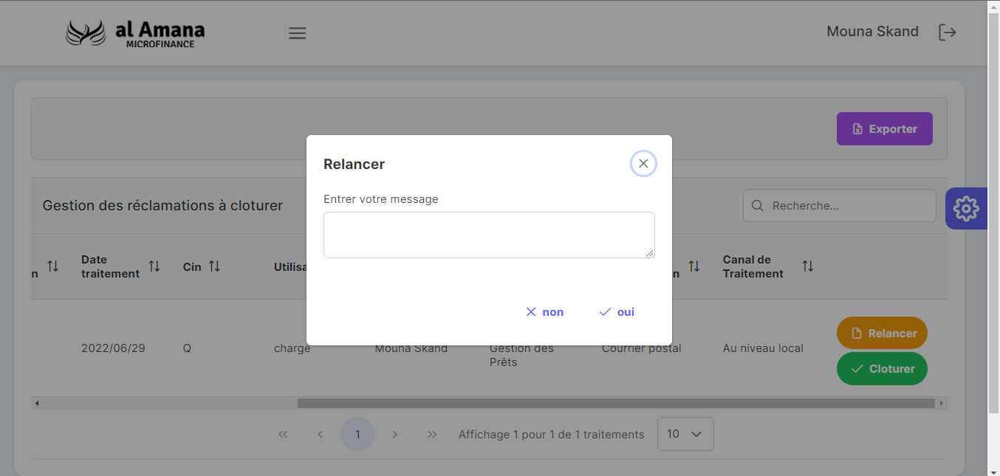 al Amana
MICROFINANCE
Mouna Skand
Exporter
Relancer
Entrer votre message
non
oui
Gestion des réclamations à cloturer
Recherche...
n
Date
traitement
Cin
Utilisa
n
Canal de
Traitement
2022/06/29
Q
charge
Mouna Skand
Gestion des
Prêts
Courrier postal
Au niveau local
Relancer
Cloturer
1
Affichage 1 pour 1 de 1 traitements
10